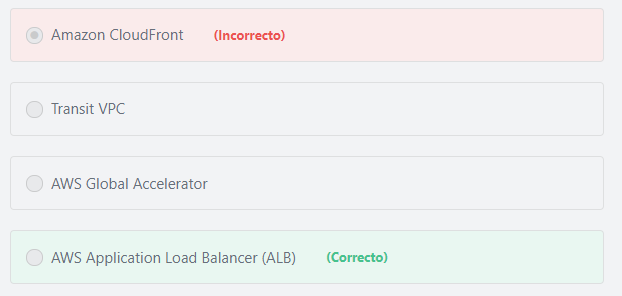 Amazon CloudFront (Incorrecto)
Transit VPC
AWS Global Accelerator
AWS Application Load Balancer (ALB) (Correcto)